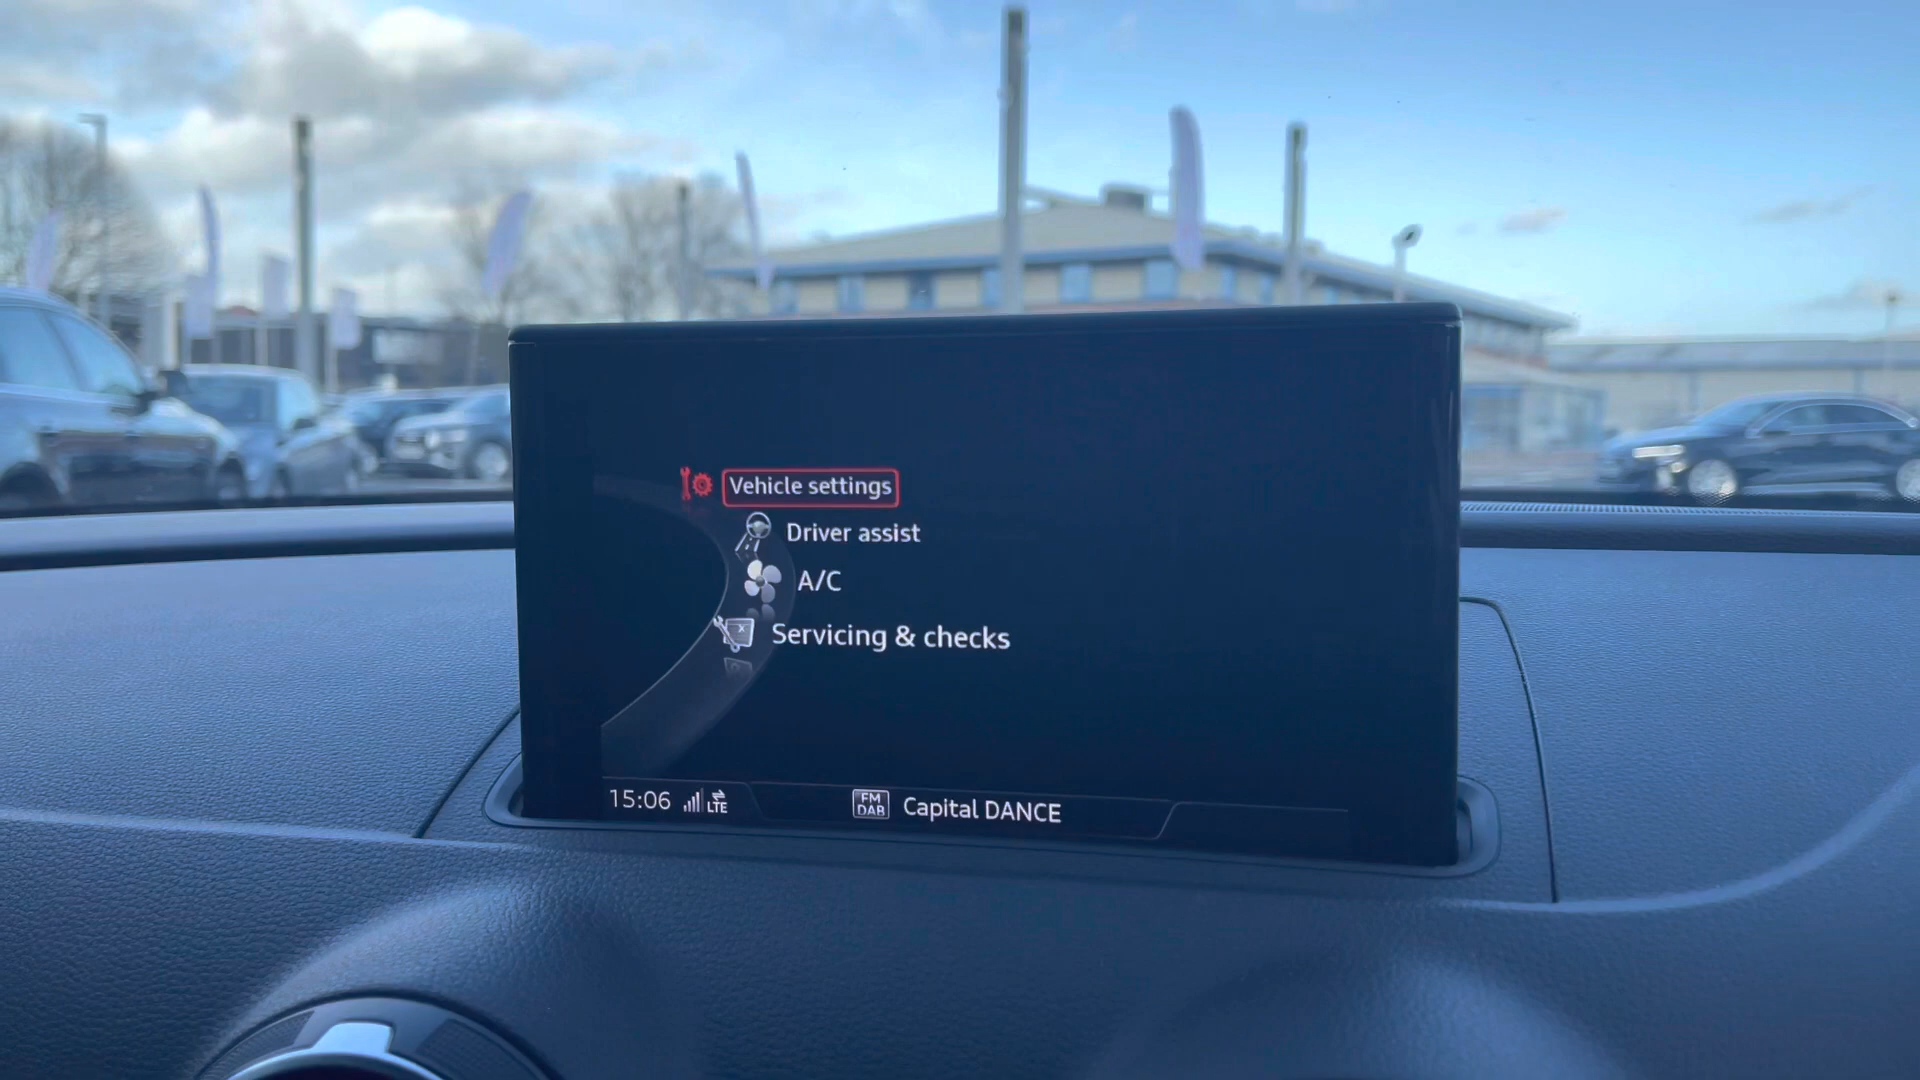 Vehicle settings
Driver assist
A/C
Servicing & checks
15:06 LTE
FM
DAB
Capital DANCE